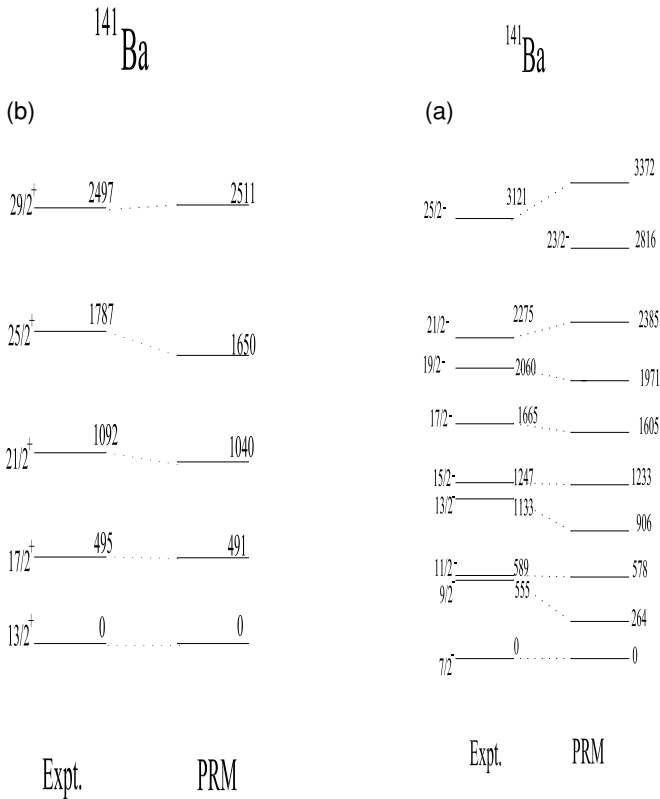 141Ba
(b)
29/2+ 2497 2511
25/2+ 1787 1650
21/2+ 1092 1040
17/2+ 495 491
13/2+ 0 0
Expt. PRM
141Ba
(a)
3372
25/2- 3121
23/2- 2816
21/2- 2275 2385
19/2- 2060 1971
17/2- 1665 1605
15/2- 1247 1233
13/2- 1133 906
11/2- 589 578
9/2- 555 264
7/2- 0 0
Expt. PRM